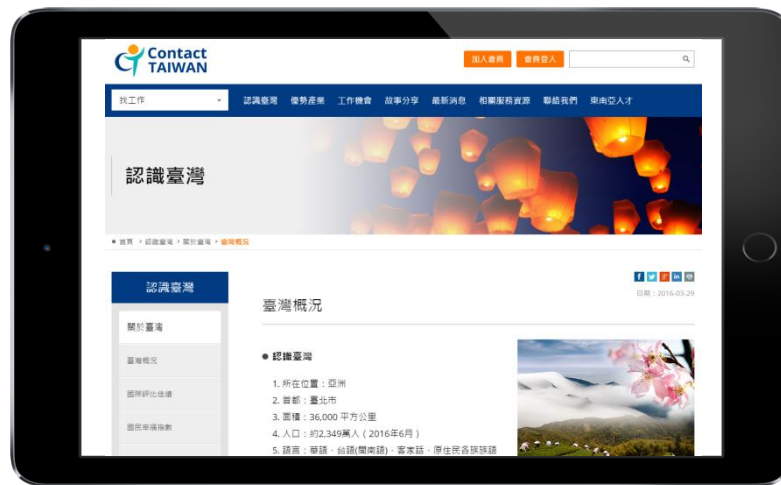 Contact
TAIWAN
加入會員
會員登入
找工作
認識臺灣 優勢產業 工作機會 故事分享 最新消息 相關服務資源 聯絡我們 東南亞人才
認識臺灣
首頁 › 認識臺灣 › 關於臺灣 › 臺灣概況
認識臺灣
關於臺灣
臺灣概況
國際評比佳績
國民幸福指數
日期：2016-03-29
臺灣概況
● 認識臺灣
1. 所在位置：亞洲
2. 首都：臺北市
3. 面積：36,000 平方公里
4. 人口：約2,349萬人（2016年6月）
5. 語言：華語、台語(閩南語)、客家話、原住民各族族語